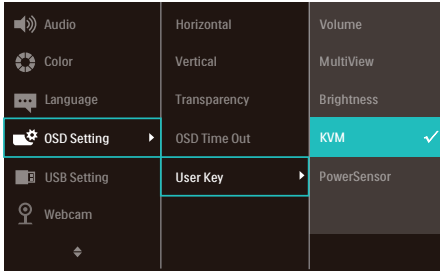 Audio
Horizontal
Volume
Color
Vertical
MultiView
Language
Transparency
Brightness
OSD Setting
OSD Time Out
KVM
USB Setting
User Key
PowerSensor
Webcam